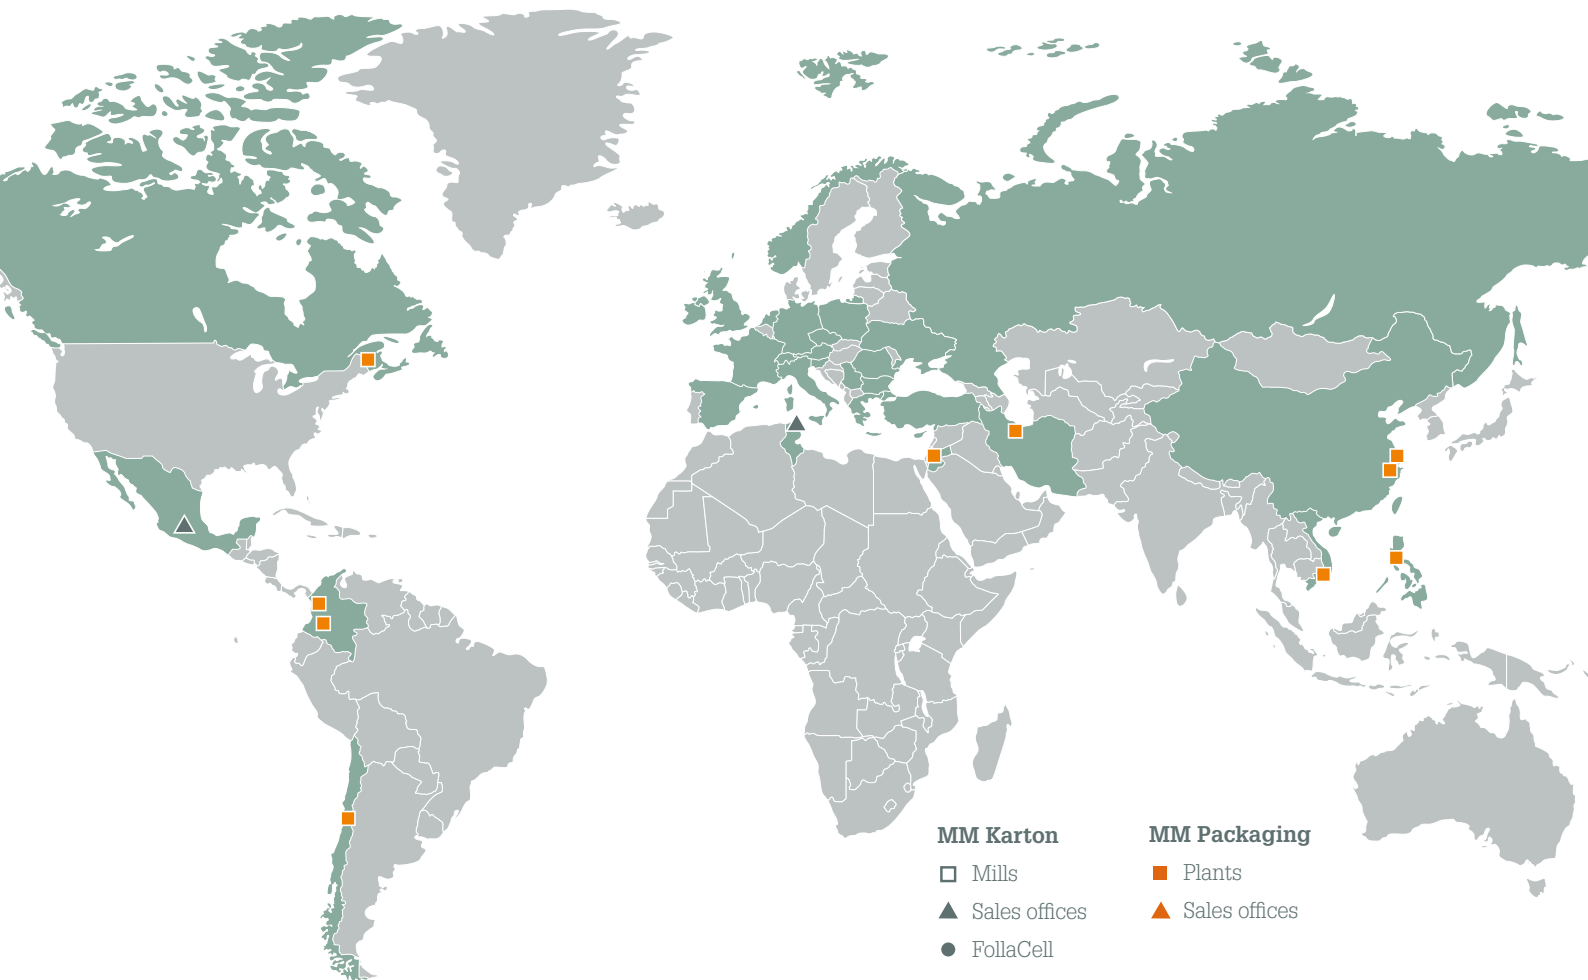 MM Karton
Mills
Sales offices
FollaCell
MM Packaging
Plants
Sales offices